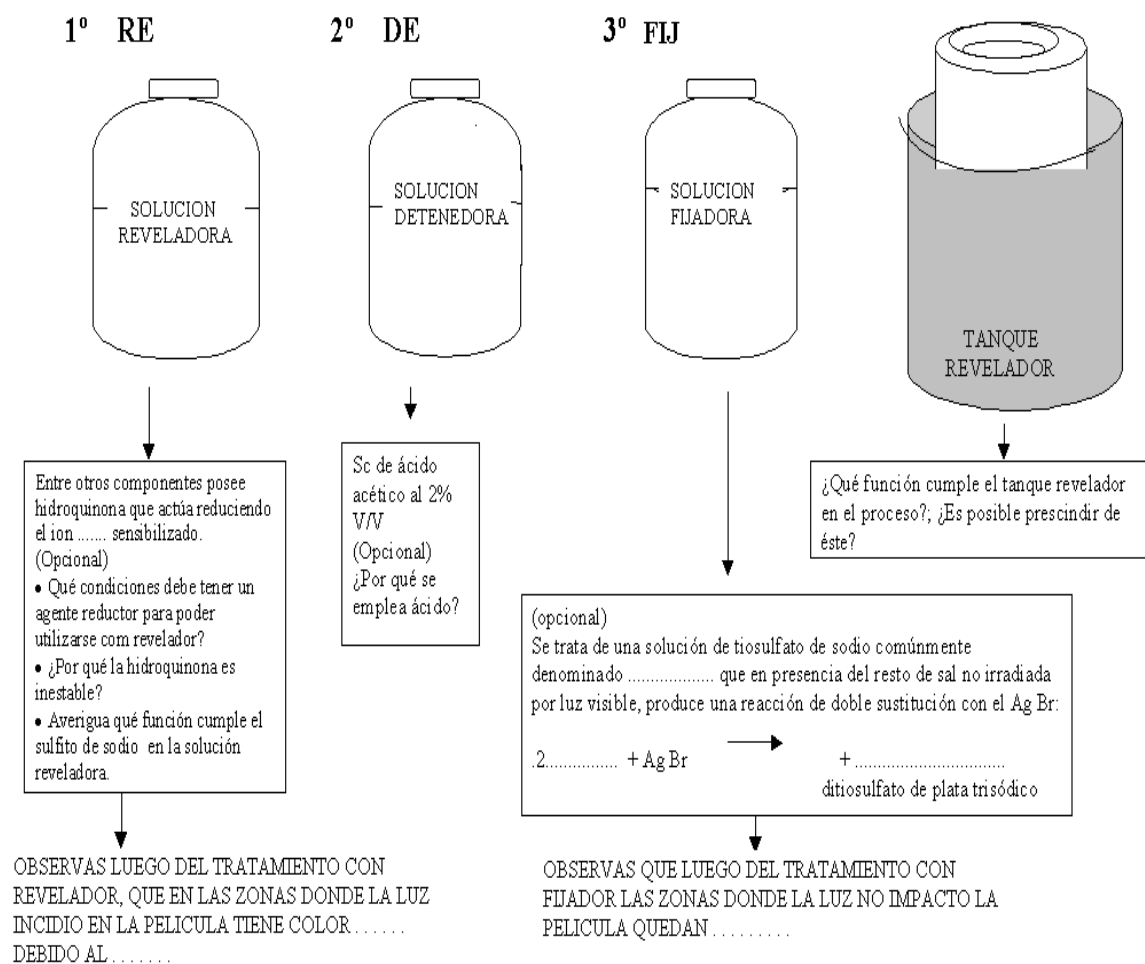 1º RE
2º DE
3º FIJ
SOLUCION
REVELADORA
SOLUCION
DETENEDORA
SOLUCION
FIJADORA
TANQUE
REVELADOR
Entre otros componentes posee
hidroquinona que actúa reduciendo
el ion ....... sensibilizado.
(Opcional)
• Qué condiciones debe tener un
agente reductor para poder
utilizarse com revelador?
• ¿Por qué la hidroquinona es
inestable?
• Averigua qué función cumple el
sulfito de sodio en la solución
reveladora.
Sc de ácido
acético al 2%
V/V
(Opcional)
¿Por qué se
emplea ácido?
¿Qué función cumple el tanque revelador
en el proceso?; ¿Es posible prescindir de
éste?
(opcional)
Se trata de una solución de tiosulfato de sodio comúnmente
denominado ................... que en presencia del resto de sal no irradiada
por luz visible, produce una reacción de doble sustitución con el Ag Br:
.2............... + Ag Br → + ................................
ditiosulfato de plata trisódico
OBSERVAS LUEGO DEL TRATAMIENTO CON
REVELADOR, QUE EN LAS ZONAS DONDE LA LUZ
INCIDIO EN LA PELICULA TIENE COLOR . . . . . .
DEBIDO AL . . . . . . .
OBSERVAS QUE LUEGO DEL TRATAMIENTO CON
FIJADOR LAS ZONAS DONDE LA LUZ NO IMPACTO LA
PELICULA QUEDAN . . . . . . . . .